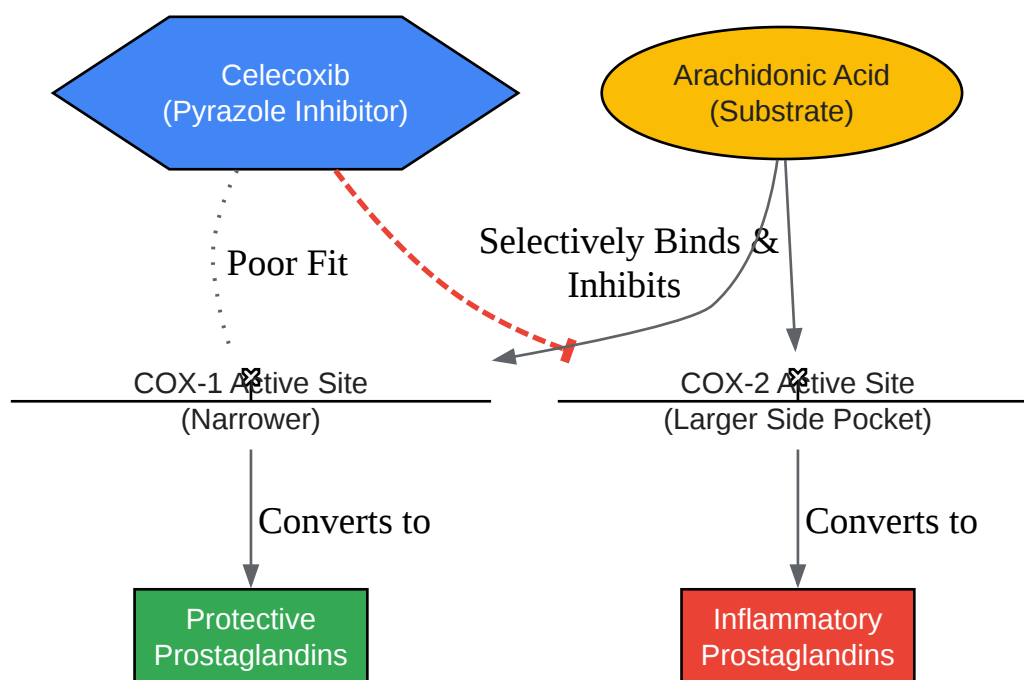 Celecoxib
(Pyrazole Inhibitor)
Arachidonic Acid
(Substrate)
Poor Fit
Selectively Binds &
Inhibits
COX-1 Active Site
(Narrower)
COX-2 Active Site
(Larger Side Pocket)
Converts to
Converts to
Protective
Prostaglandins
Inflammatory
Prostaglandins